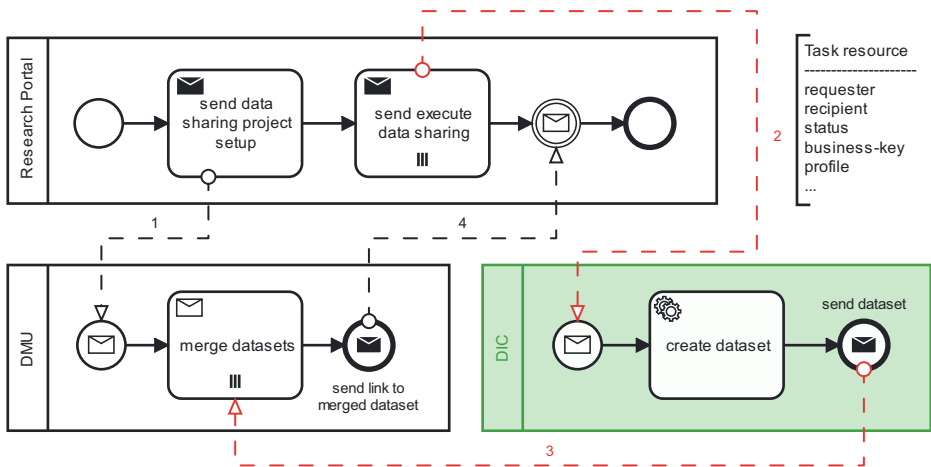 Research Portal
send data
sharing project
setup
send execute
data sharing
Task resource
---------------------
requester
recipient
status
business-key
profile
...
1
2
4
DMU
merge datasets
send link to
merged dataset
DIC
create dataset
send dataset
3